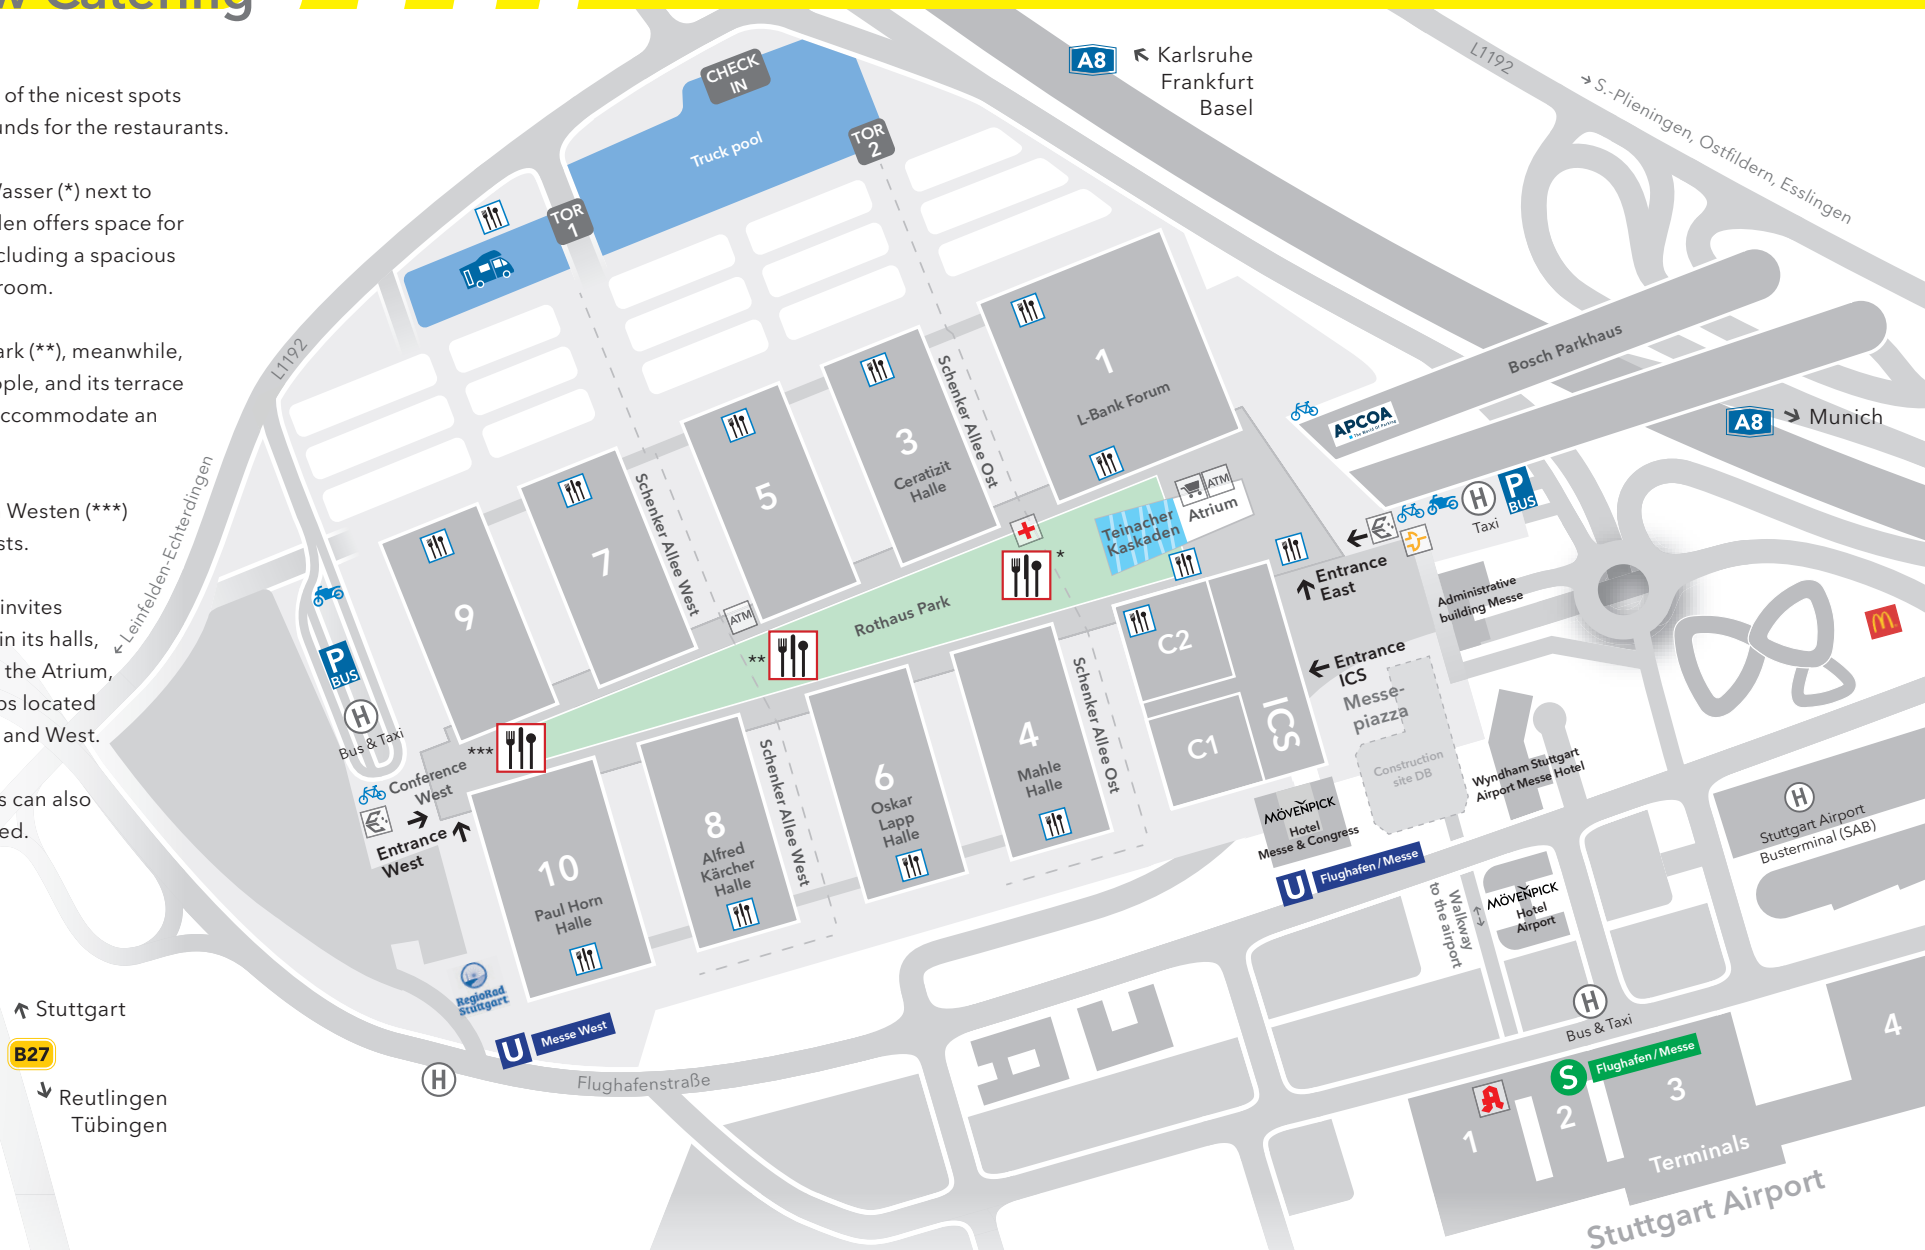 w Catering
of the nicest spots
unds for the restaurants.
Wasser (*) next to
den offers space for
cluding a spacious
room.
ark (**), meanwhile,
ople, and its terrace
accommodate an
Westen (***)
sts.
invites
in its halls,
the Atrium,
ps located
and West.
s can also
ed.
Stuttgart
B27
Reutlingen
Tübingen
A8
Karlsruhe
Frankfurt
Basel
L1192
S.-Plieningen, Ostfildern, Esslingen
CHECK
IN
Truck pool
TOR
2
TOR
1
L1192
Leinfelden-Echterdingen
1
L-Bank Forum
3
Ceratizit
Halle
5
7
9
Schenker Allee Ost
Schenker Allee West
Bosch Parkhaus
APCOA
A8
Munich
Teinacher
Kaskaden
Atrium
ATM
ATM
Rothaus Park
*
**
***
P
BUS
H
Taxi
Entrance
East
Administrative
building Messe
Entrance
ICS
Messe-
piazza
Construction
site DB
Wyndham Stuttgart
Airport Messe Hotel
C2
C1
ICS
4
Mahle
Halle
6
Oskar
Lapp
Halle
8
Alfred
Kärcher
Halle
10
Paul Horn
Halle
Schenker Allee Ost
Schenker Allee West
P
BUS
H
Bus & Taxi
Conference
West
Entrance
West
RegioRad
Stuttgart
U
Messe West
H
Flughafenstraße
MÖVENPICK
Hotel
Messe & Congress
U
Flughafen / Messe
Walkway
to the airport
MÖVENPICK
Hotel
Airport
H
Stuttgart Airport
Busterminal (SAB)
H
Bus & Taxi
S
Flughafen / Messe
1
2
3
4
Terminals
Stuttgart Airport